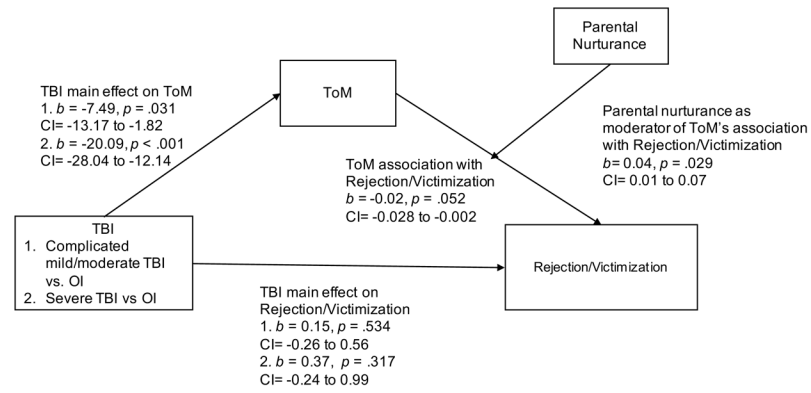 Parental
Nurturance
ToM
TBI main effect on ToM
1. b = -7.49, p = .031
CI= -13.17 to -1.82
2. b = -20.09, p < .001
CI= -28.04 to -12.14
Parental nurturance as
moderator of ToM's association
with Rejection/Victimization
b= 0.04, p = .029
CI= 0.01 to 0.07
ToM association with
Rejection/Victimization
b = -0.02, p = .052
CI= -0.028 to -0.002
TBI
1. Complicated
mild/moderate TBI
vs. OI
2. Severe TBI vs OI
Rejection/Victimization
TBI main effect on
Rejection/Victimization
1. b = 0.15, p = .534
CI= -0.26 to 0.56
2. b = 0.37, p = .317
CI= -0.24 to 0.99